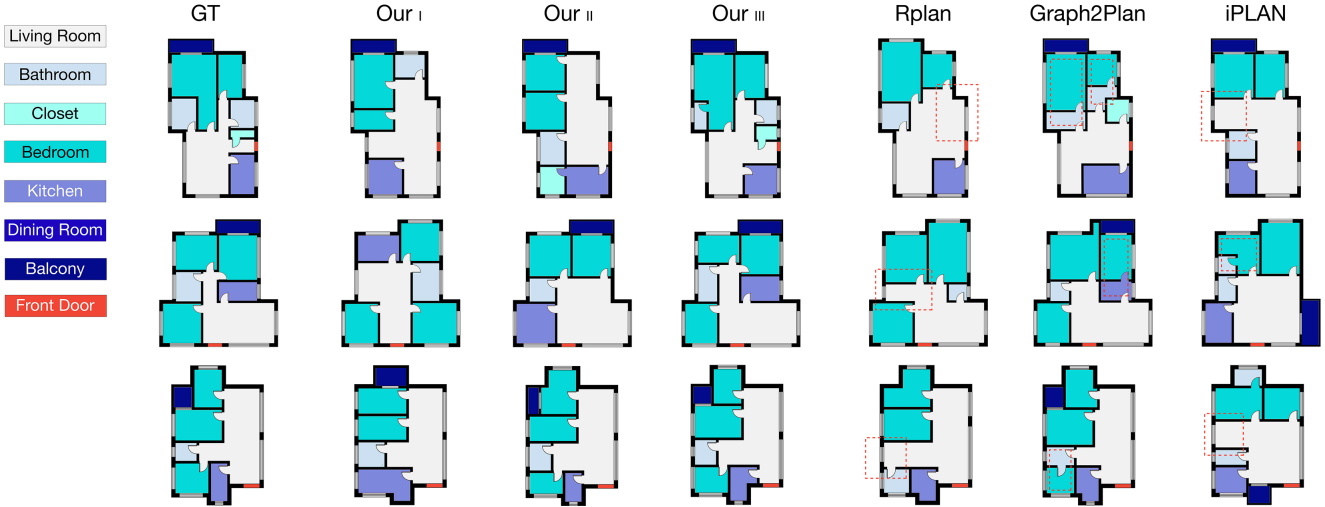 GT Our I Our II Our III Rplan Graph2Plan iPLAN
Living Room
Bathroom
Closet
Bedroom
Kitchen
Dining Room
Balcony
Front Door